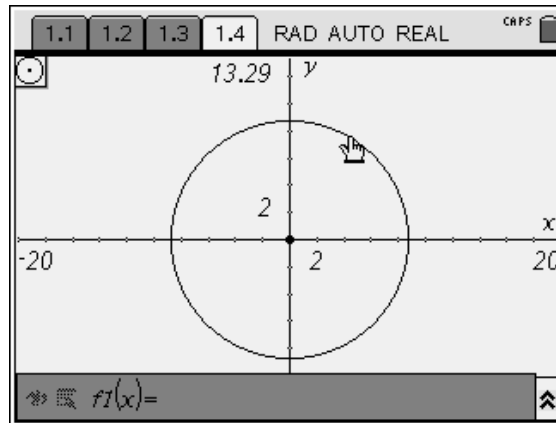 1.1 1.2 1.3 1.4 RAD AUTO REAL CAPS
13.29 y
2
x
-20 2 20
f1(x)=